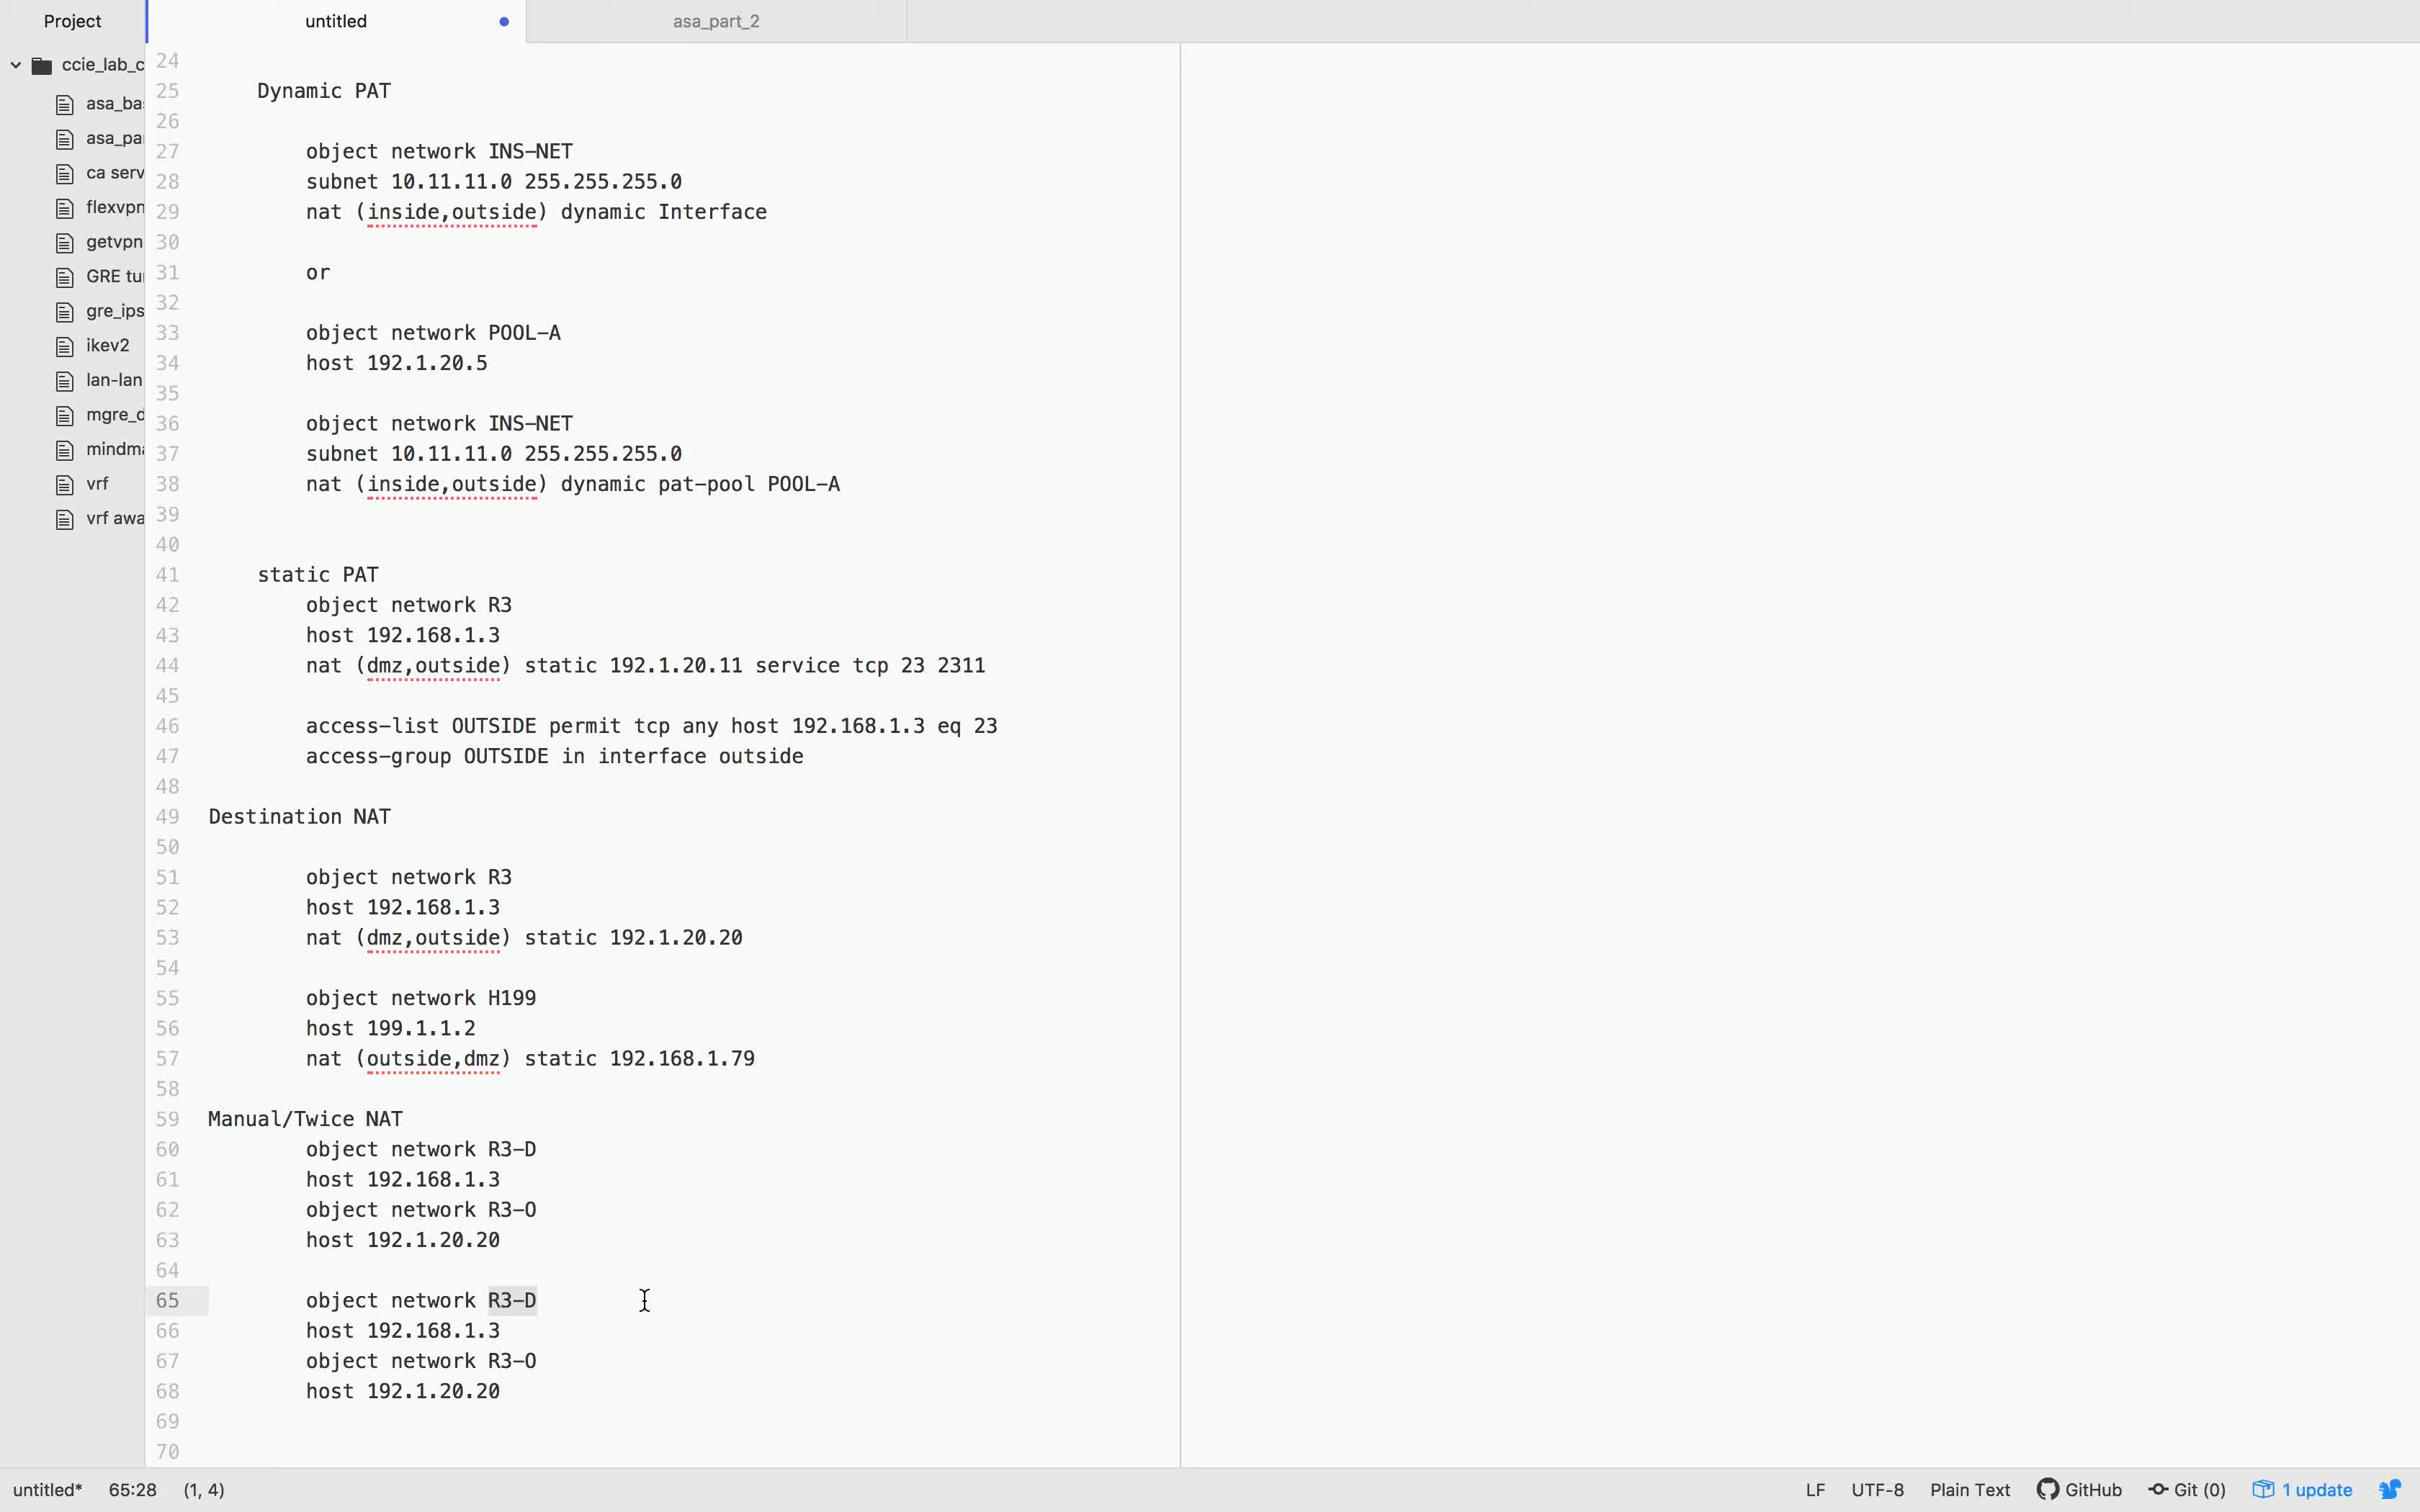 Project
untitled
asa_part_2
ccie_lab_c
asa_ba
asa_pa
ca serv
flexvpn
getvpn
GRE tu
gre_ips
ikev2
lan-lan
mgre_d
mindma
vrf
vrf awa
24
25 Dynamic PAT
26
27 object network INS-NET
28 subnet 10.11.11.0 255.255.255.0
29 nat (inside,outside) dynamic Interface
30
31 or
32
33 object network POOL-A
34 host 192.1.20.5
35
36 object network INS-NET
37 subnet 10.11.11.0 255.255.255.0
38 nat (inside,outside) dynamic pat-pool POOL-A
39
40
41 static PAT
42 object network R3
43 host 192.168.1.3
44 nat (dmz,outside) static 192.1.20.11 service tcp 23 2311
45
46 access-list OUTSIDE permit tcp any host 192.168.1.3 eq 23
47 access-group OUTSIDE in interface outside
48
49 Destination NAT
50
51 object network R3
52 host 192.168.1.3
53 nat (dmz,outside) static 192.1.20.20
54
55 object network H199
56 host 199.1.1.2
57 nat (outside,dmz) static 192.168.1.79
58
59 Manual/Twice NAT
60 object network R3-D
61 host 192.168.1.3
62 object network R3-O
63 host 192.1.20.20
64
65 object network R3-D
66 host 192.168.1.3
67 object network R3-O
68 host 192.1.20.20
69
70
untitled* 65:28 (1, 4) LF UTF-8 Plain Text GitHub Git (0) 1 update